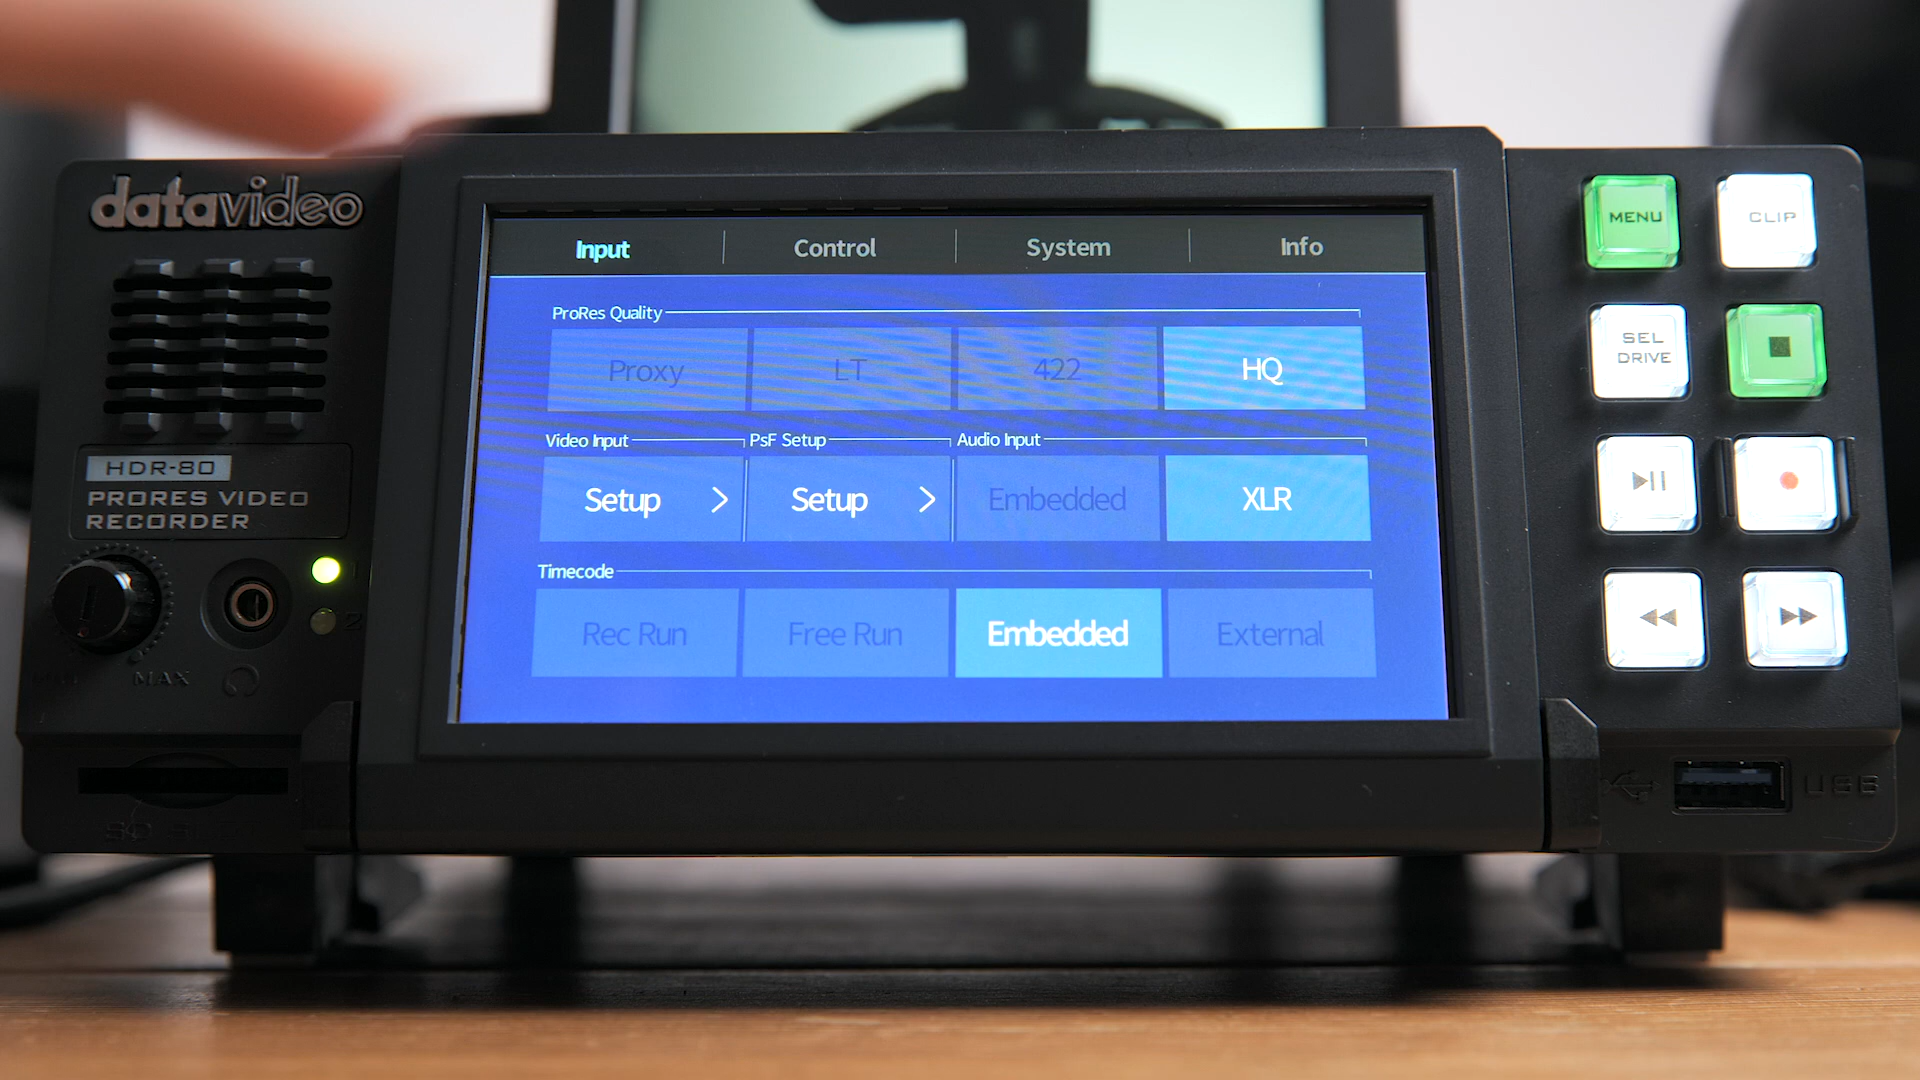 datavideo
HDR-80
PRORES VIDEO
RECORDER
2
MAX
Input Control System Info
ProRes Quality
Proxy LT 422 HQ
Video Input PsF Setup Audio Input
Setup > Setup > Embedded XLR
Timecode
Rec Run Free Run Embedded External
MENU CLIP
SEL
DRIVE
USB